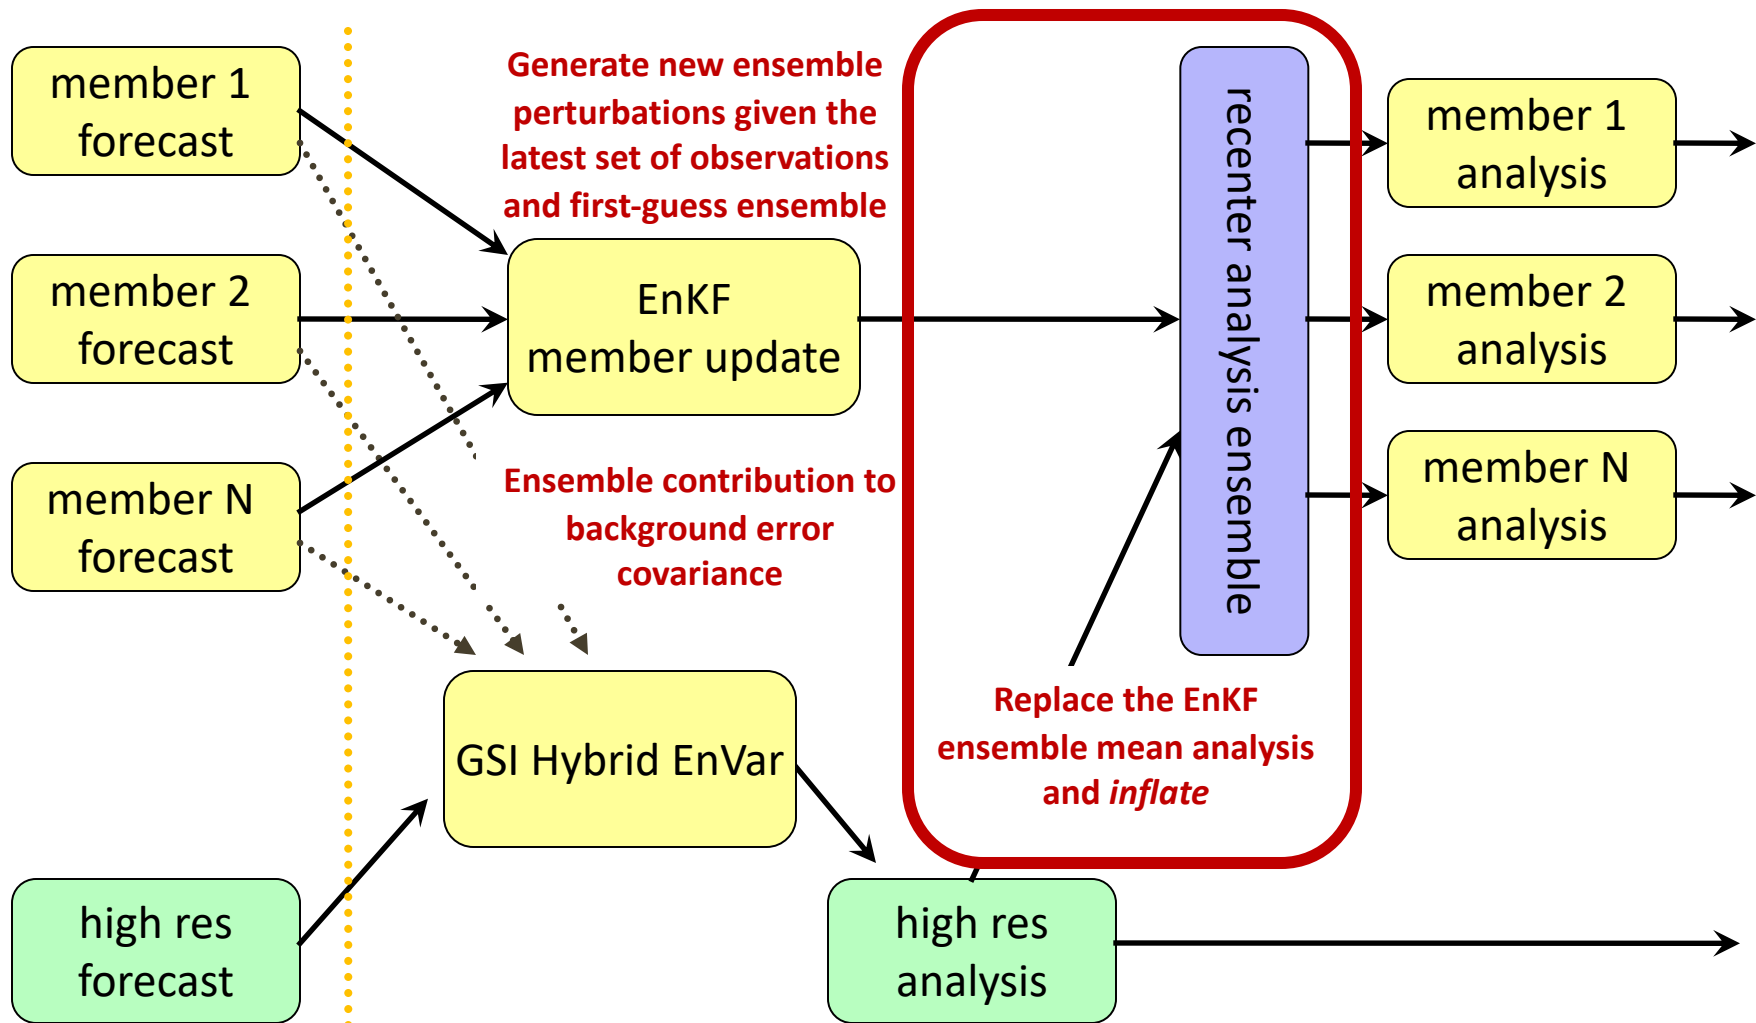 member 1
forecast
member 2
forecast
member N
forecast
high res
forecast
Generate new ensemble
perturbations given the
latest set of observations
and first-guess ensemble
EnKF
member update
Ensemble contribution to
background error
covariance
GSI Hybrid EnVar
high res
analysis
recenter analysis ensemble
Replace the EnKF
ensemble mean analysis
and inflate
member 1
analysis
member 2
analysis
member N
analysis